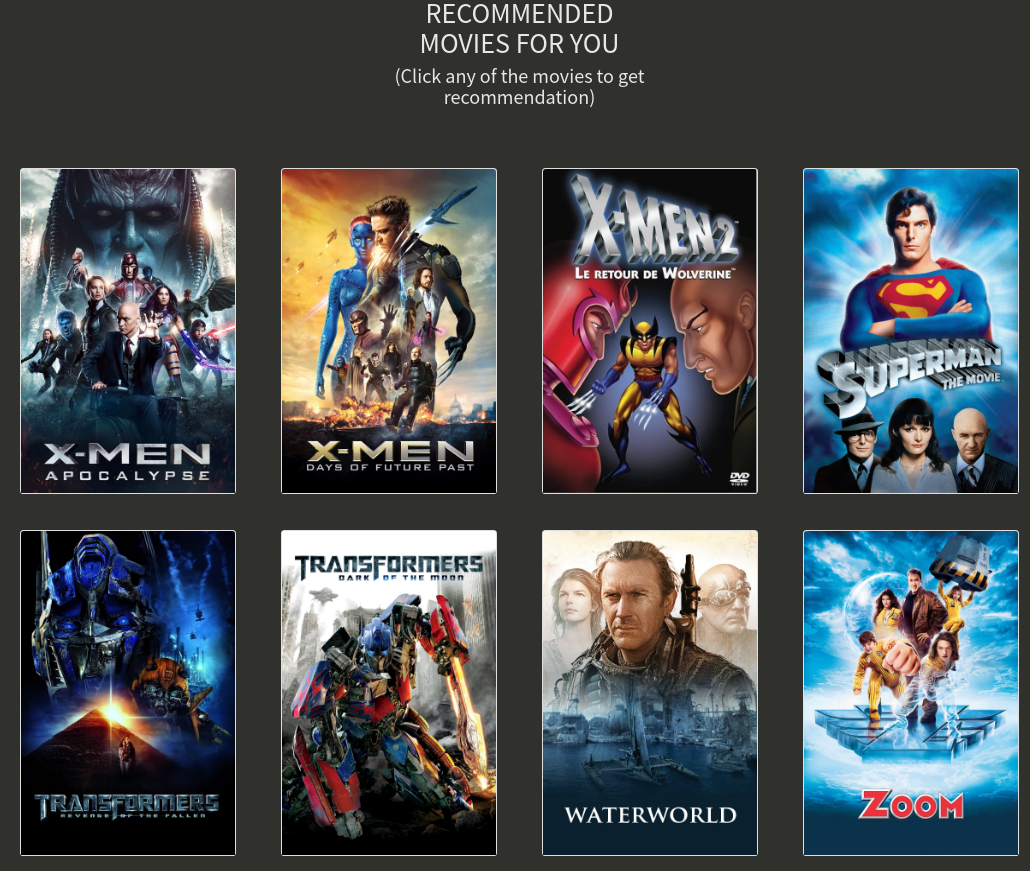 RECOMMENDED
MOVIES FOR YOU
(Click any of the movies to get
recommendation)
X-MEN
APOCALYPSE
X-MEN
DAYS OF FUTURE PAST
X-MEN 2
LE RETOUR DE WOLVERINE™
DVD
VIDEO
SUPERMAN
THE MOVIE
TRANSFORMERS
REVENGE OF THE FALLEN
TRANSFORMERS
DARK OF THE MOON
WATERWORLD
ZOOM